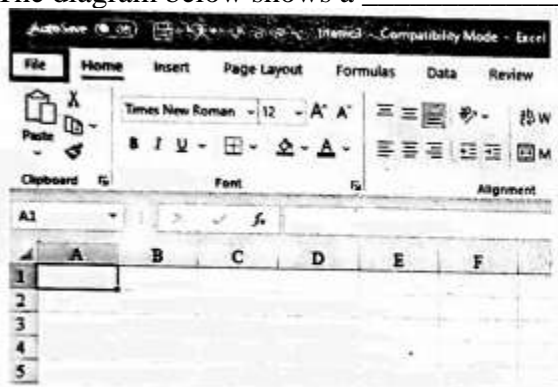 The diagram below shows a
AutoSave Off Compatibility Mode - Excel
File Home Insert Page Layout Formulas Data Review
Times New Roman 12 A^ A˅
Paste B I U A W
M
Clipboard Font Alignment
A1 fx
A B C D E F
1
2
3
4
5